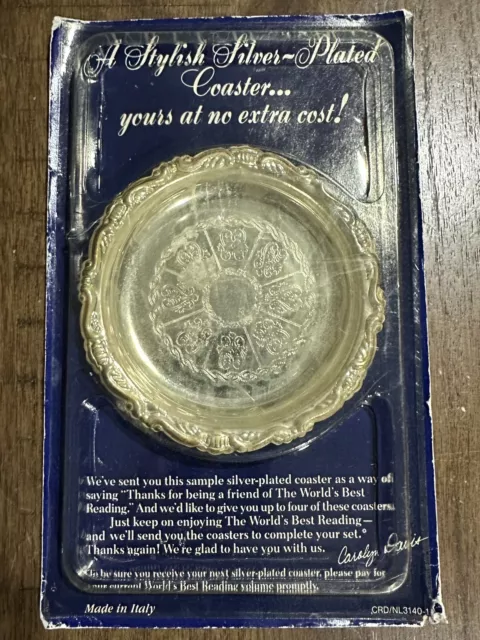 A Stylish Silver-Plated
Coaster...
yours at no extra cost!
We've sent you this sample silver-plated coaster as a way of
saying "Thanks for being a friend of The World's Best
Reading." And we'd like to give you up to four of these coasters.
Just keep on enjoying The World's Best Reading—
and we'll send you the coasters to complete your set.*
Thanks again! We're glad to have you with us.
Carolyn Davis
To be sure you receive your next silver-plated coaster, please pay for
your current World's Best Reading volume promptly.
Made in Italy
CRD/NL3140-1